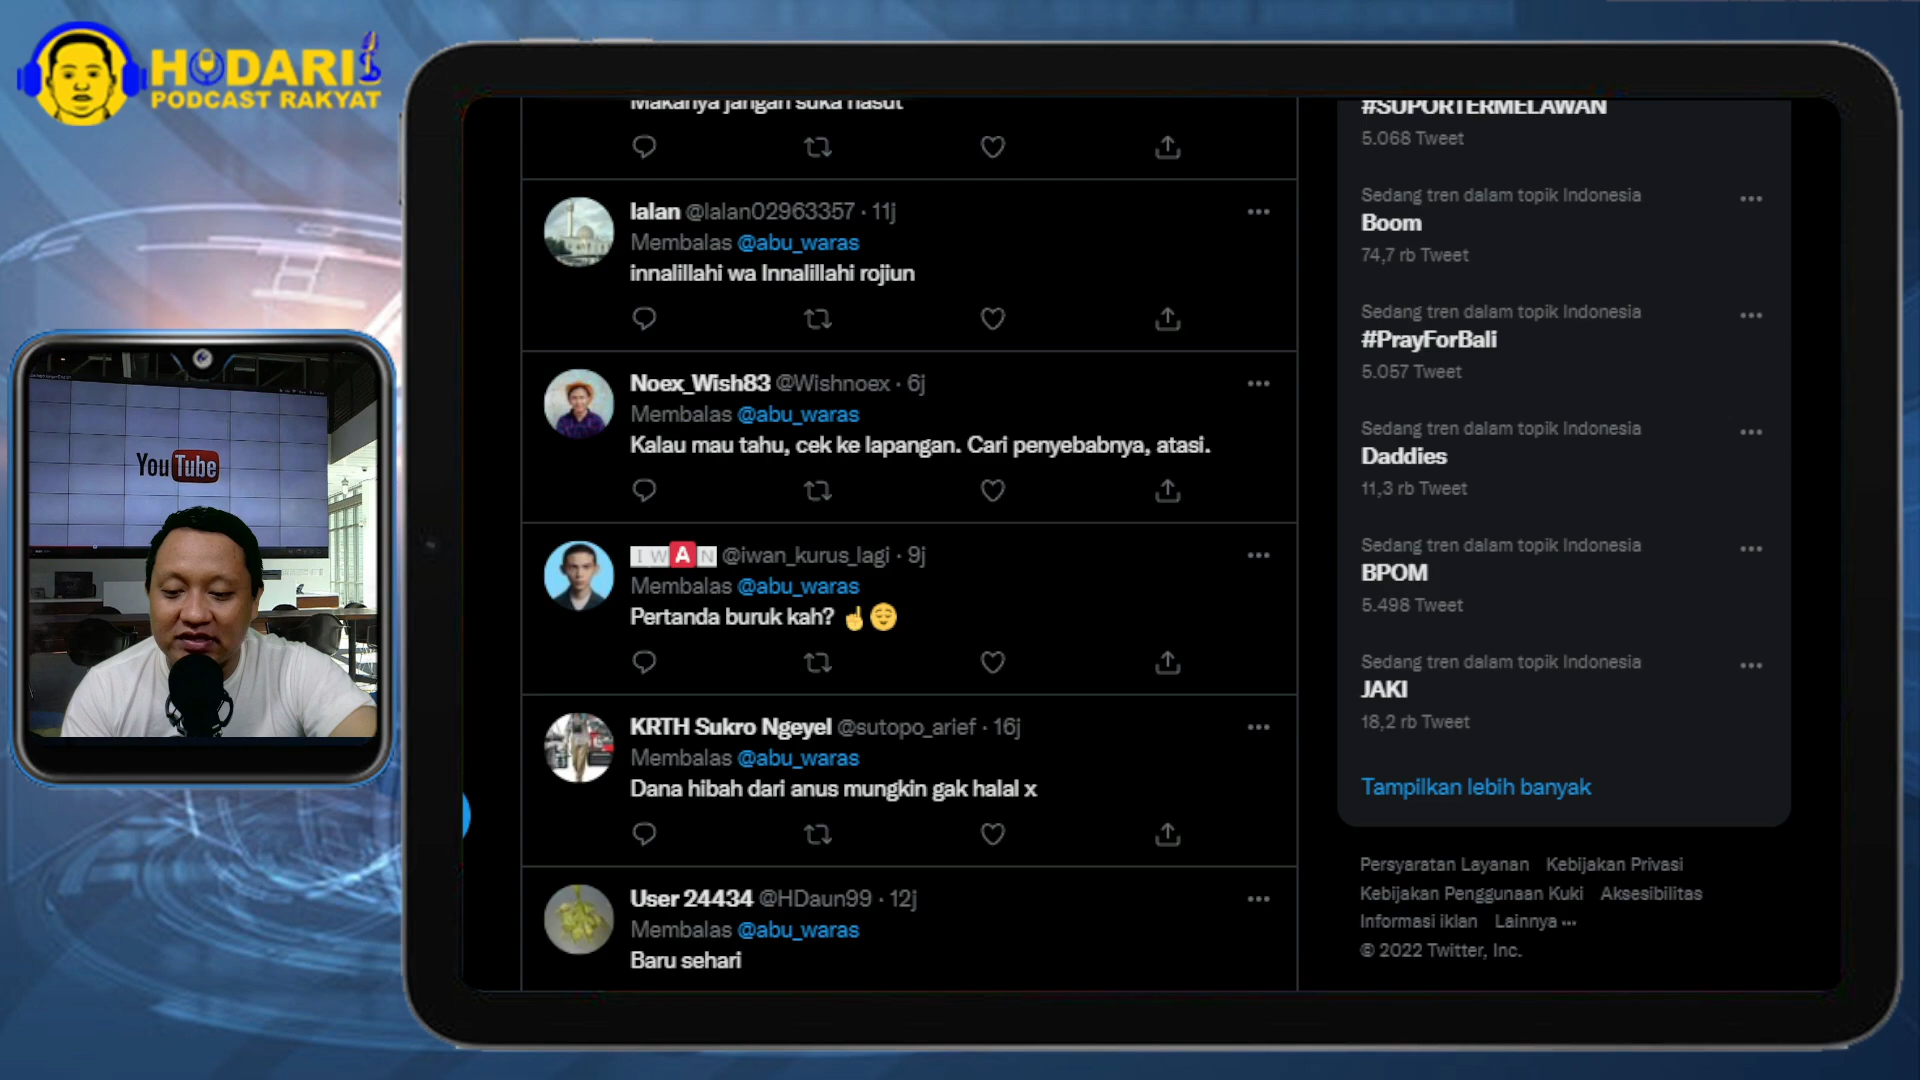 HODARI
PODCAST RAKYAT
YouTube
Makanya jangan suka hasut
lalan @lalan02963357 · 11j
Membalas @abu_waras
innalillahi wa Innalillahi rojiun
Noex_Wish83 @Wishnoex · 6j
Membalas @abu_waras
Kalau mau tahu, cek ke lapangan. Cari penyebabnya, atasi.
I W🅰N @iwan_kurus_lagi · 9j
Membalas @abu_waras
Pertanda buruk kah? ☝😌
KRTH Sukro Ngeyel @sutopo_arief · 16j
Membalas @abu_waras
Dana hibah dari anus mungkin gak halal x
User 24434 @HDaun99 · 12j
Membalas @abu_waras
Baru sehari
#SUPORTERMELAWAN
5.068 Tweet
Sedang tren dalam topik Indonesia
Boom
74,7 rb Tweet
Sedang tren dalam topik Indonesia
#PrayForBali
5.057 Tweet
Sedang tren dalam topik Indonesia
Daddies
11,3 rb Tweet
Sedang tren dalam topik Indonesia
BPOM
5.498 Tweet
Sedang tren dalam topik Indonesia
JAKI
18,2 rb Tweet
Tampilkan lebih banyak
Persyaratan Layanan Kebijakan Privasi
Kebijakan Penggunaan Kuki Aksesibilitas
Informasi iklan Lainnya ···
© 2022 Twitter, Inc.